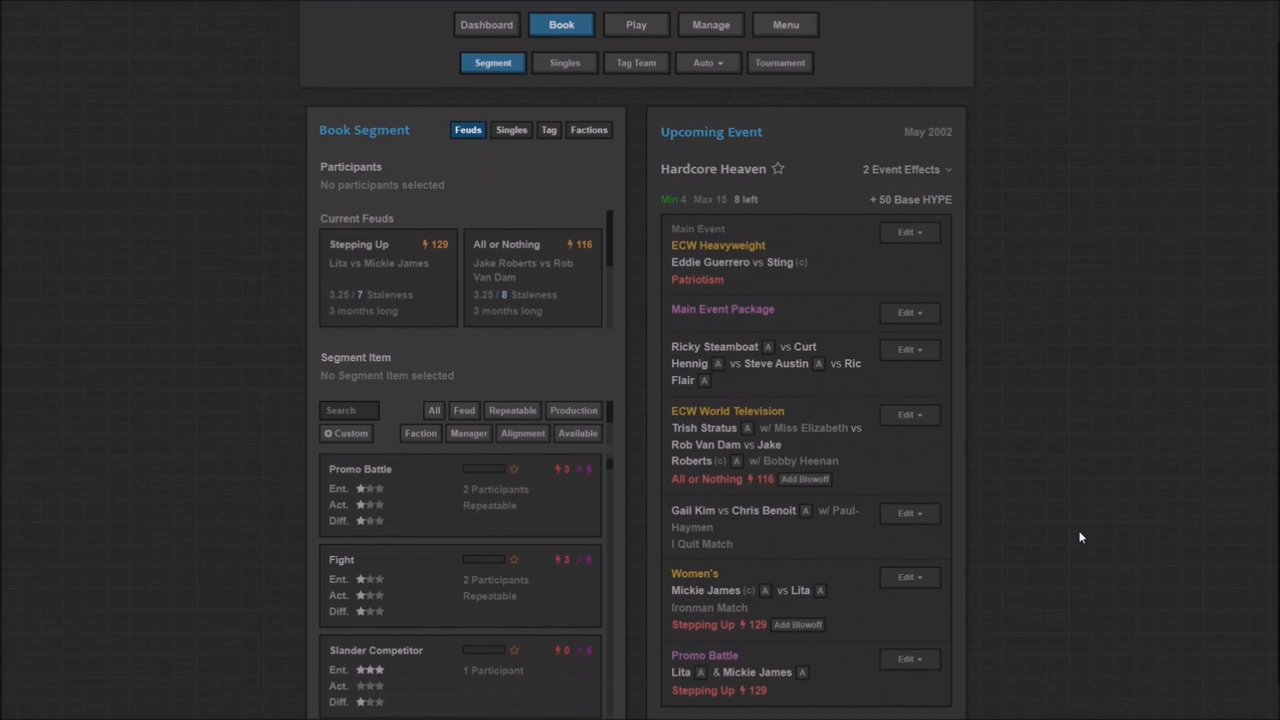 Dashboard Book Play Manage Menu
Segment Singles Tag Team Auto Tournament
Book Segment Feuds Singles Tag Factions
Participants
No participants selected
Current Feuds
Stepping Up 129
Lita vs Mickie James
3.25 / 7 Staleness
3 months long
All or Nothing 116
Jake Roberts vs Rob
Van Dam
3.25 / 8 Staleness
3 months long
Segment Item
No Segment Item selected
Search All Feud Repeatable Production
Custom Faction Manager Alignment Available
Promo Battle 3
Ent. 2 Participants
Act. Repeatable
Diff.
Fight 3
Ent. 2 Participants
Act. Repeatable
Diff.
Slander Competitor 0
Ent. 1 Participant
Act.
Diff.
Upcoming Event May 2002
Hardcore Heaven 2 Event Effects
Min 4 Max 15 8 left + 50 Base HYPE
Main Event Edit
ECW Heavyweight
Eddie Guerrero vs Sting (c)
Patriotism
Main Event Package Edit
Ricky Steamboat A vs Curt Edit
Hennig A vs Steve Austin A vs Ric
Flair A
ECW World Television Edit
Trish Stratus A w/ Miss Elizabeth vs
Rob Van Dam vs Jake
Roberts (c) A w/ Bobby Heenan
All or Nothing 116 Add Blowoff
Gail Kim vs Chris Benoit A w/ Paul- Edit
Haymen
I Quit Match
Women's Edit
Mickie James (c) A vs Lita A
Ironman Match
Stepping Up 129 Add Blowoff
Promo Battle Edit
Lita A & Mickie James A
Stepping Up 129